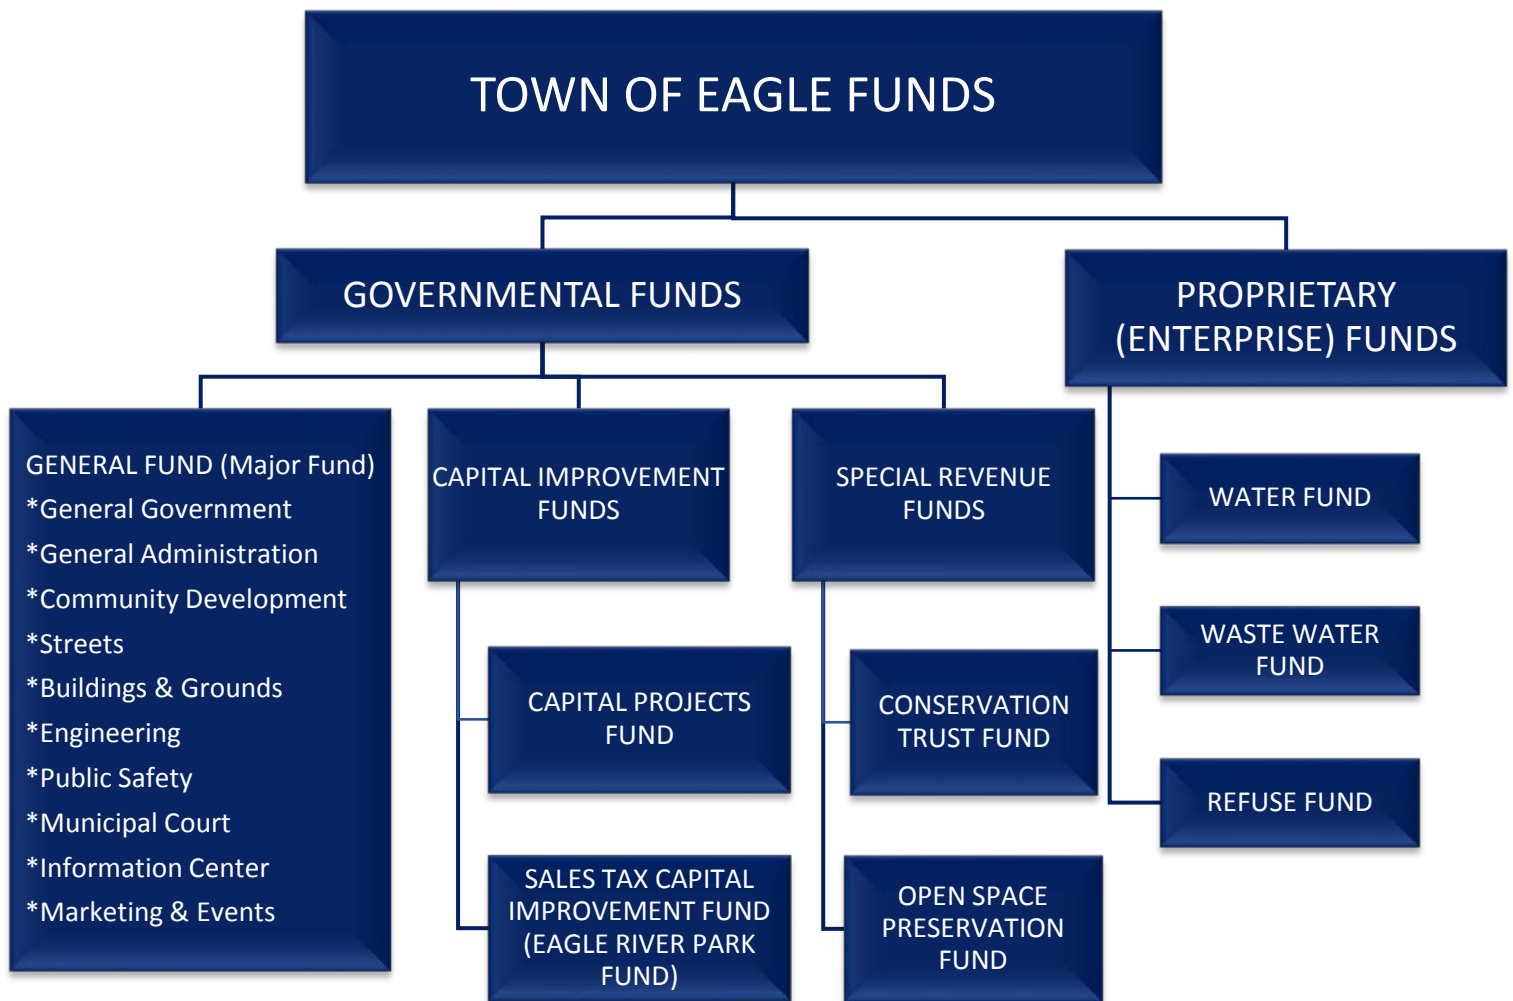 TOWN OF EAGLE FUNDS
GOVERNMENTAL FUNDS
PROPRIETARY
(ENTERPRISE) FUNDS
GENERAL FUND (Major Fund)
*General Government
*General Administration
*Community Development
*Streets
*Buildings & Grounds
*Engineering
*Public Safety
*Municipal Court
*Information Center
*Marketing & Events
CAPITAL IMPROVEMENT
FUNDS
CAPITAL PROJECTS
FUND
SALES TAX CAPITAL
IMPROVEMENT FUND
(EAGLE RIVER PARK
FUND)
SPECIAL REVENUE
FUNDS
CONSERVATION
TRUST FUND
OPEN SPACE
PRESERVATION
FUND
WATER FUND
WASTE WATER
FUND
REFUSE FUND